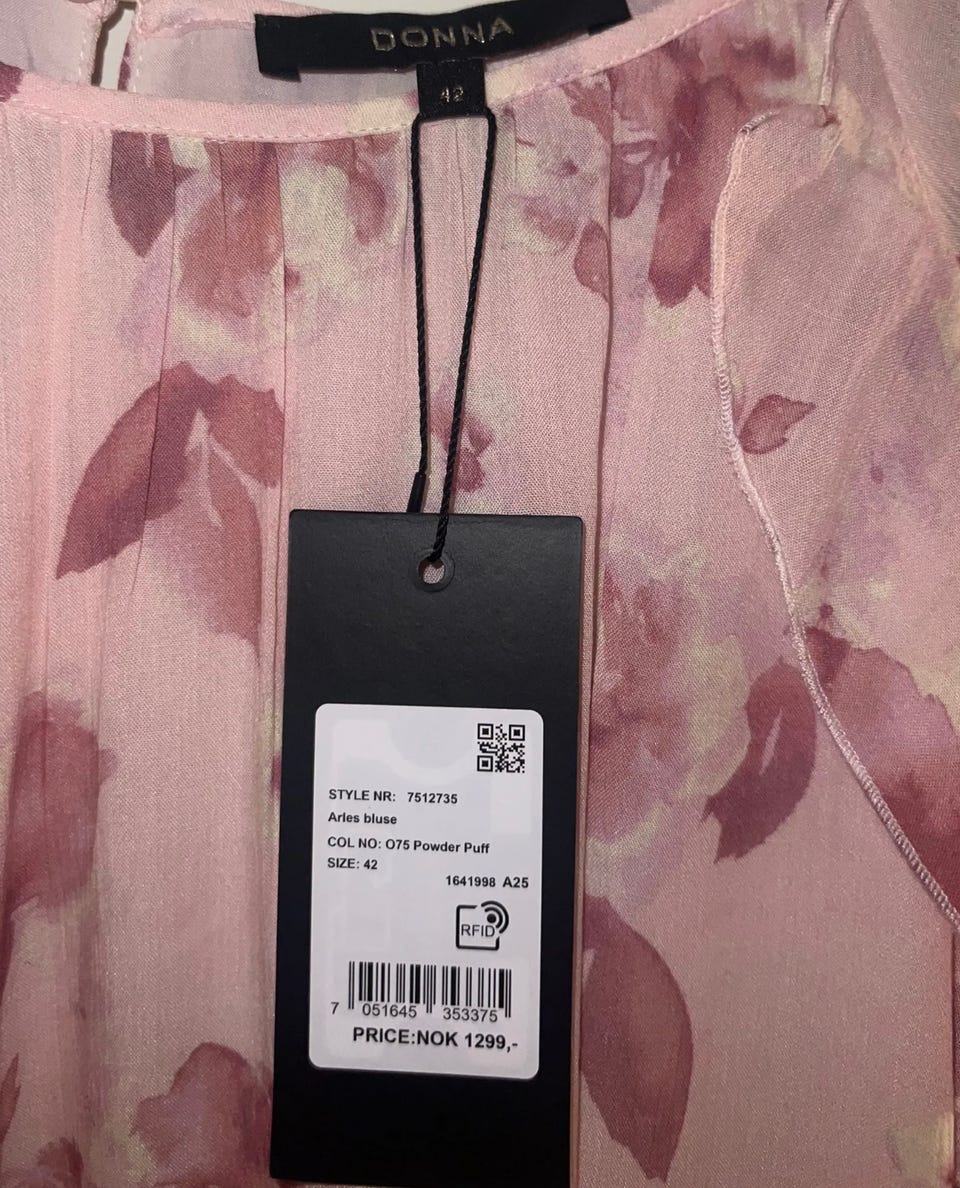 DONNA
42
STYLE NR: 7512735
Arles bluse
COL NO: O75 Powder Puff
SIZE: 42
1641998 A25
RFID
7 051645 353375
PRICE:NOK 1299,-